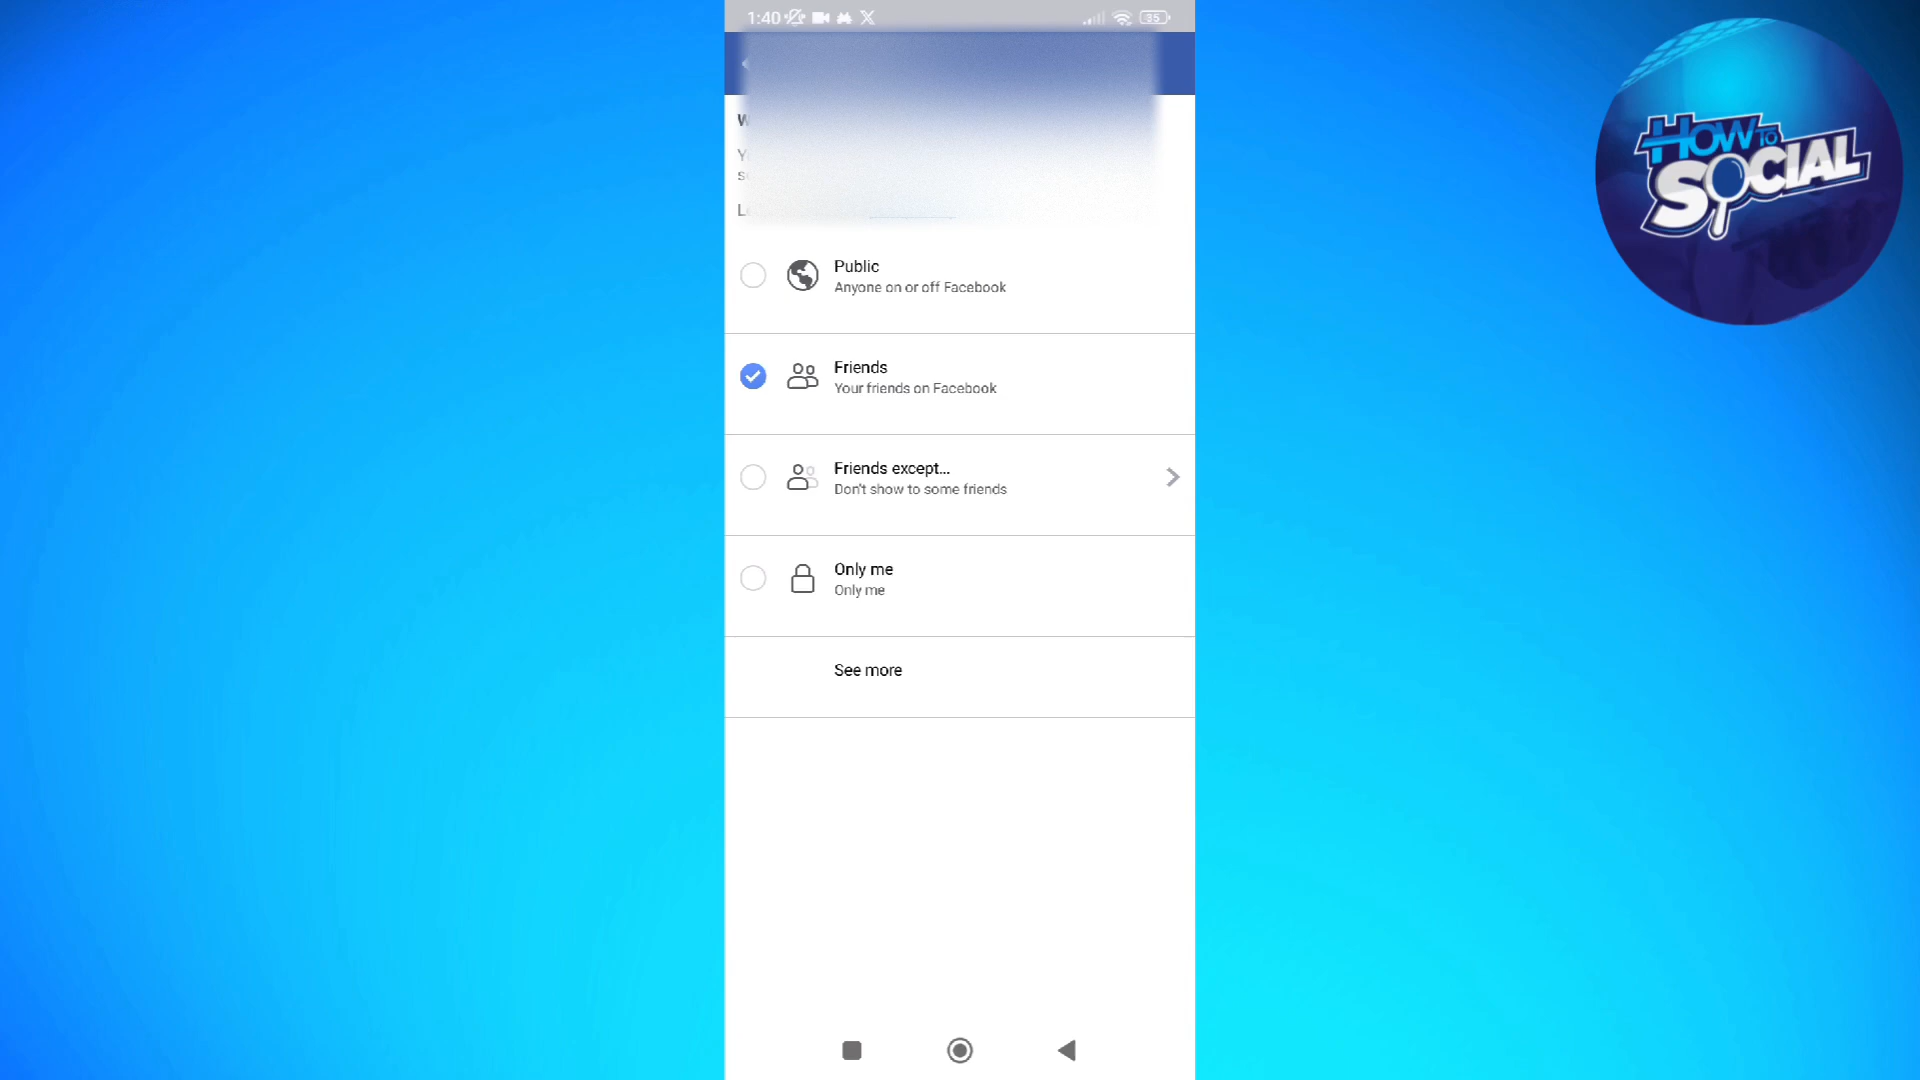 1:40
35
HOW TO
SOCIAL
Public
Anyone on or off Facebook
Friends
Your friends on Facebook
Friends except...
Don't show to some friends
Only me
Only me
See more